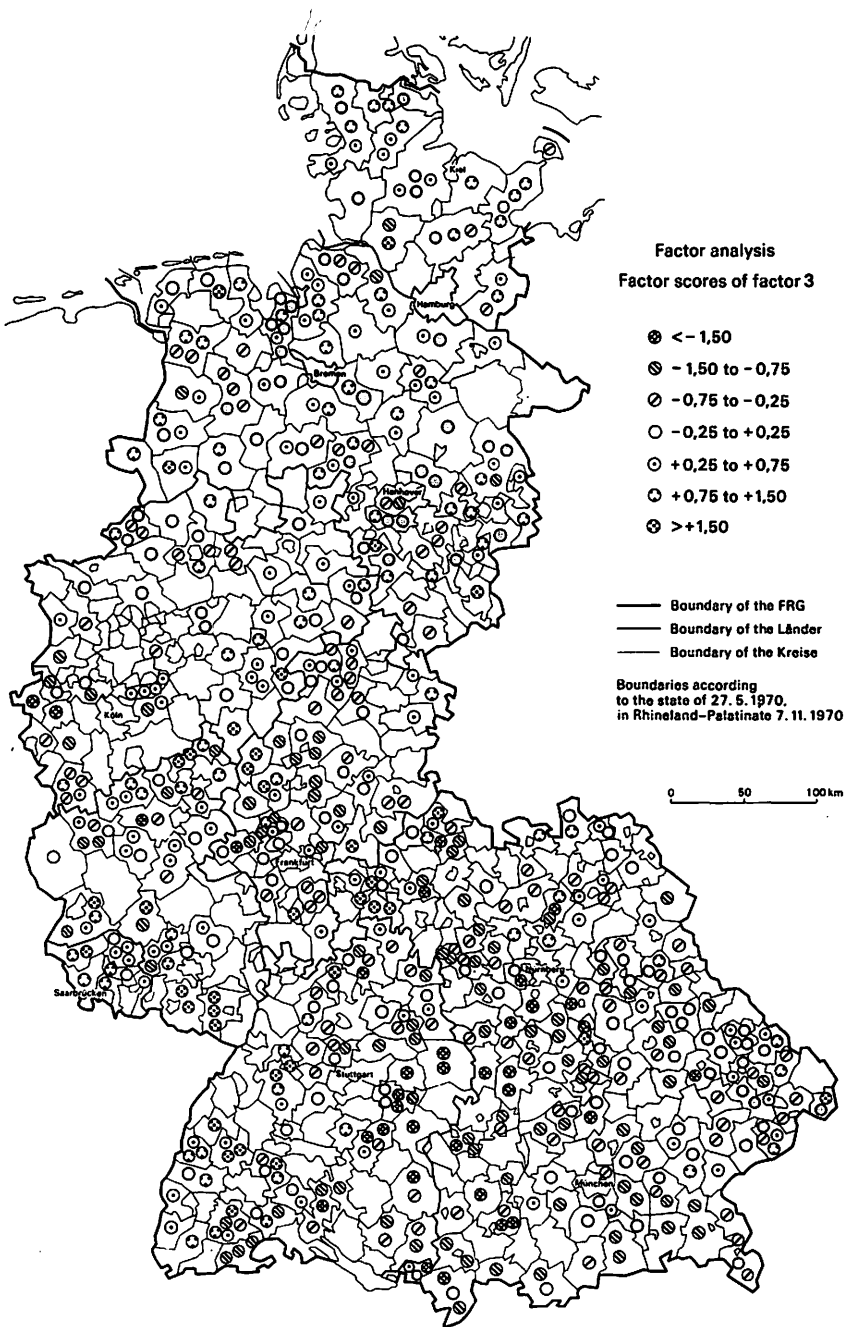 Kiel
Hamburg
Bremen
Hannover
Köln
Frankfurt
Saarbrücken
Nürnberg
Stuttgart
München
Factor analysis
Factor scores of factor 3
<-1,50
-1,50 to -0,75
-0,75 to -0,25
-0,25 to +0,25
+0,25 to +0,75
+0,75 to +1,50
>+1,50
Boundary of the FRG
Boundary of the Länder
Boundary of the Kreise
Boundaries according
to the state of 27.5.1970,
in Rhineland-Palatinate 7.11.1970
0 50 100 km